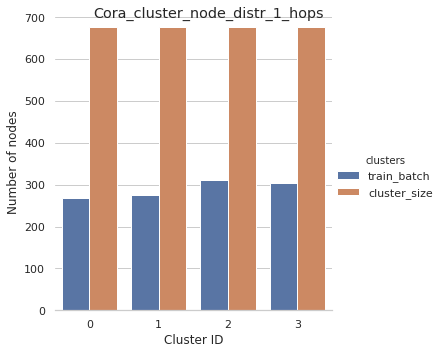 Cora_cluster_node_distr_1_hops
700
600
500
400
300
200
100
0
Number of nodes
0 1 2 3
Cluster ID
clusters
train_batch
cluster_size